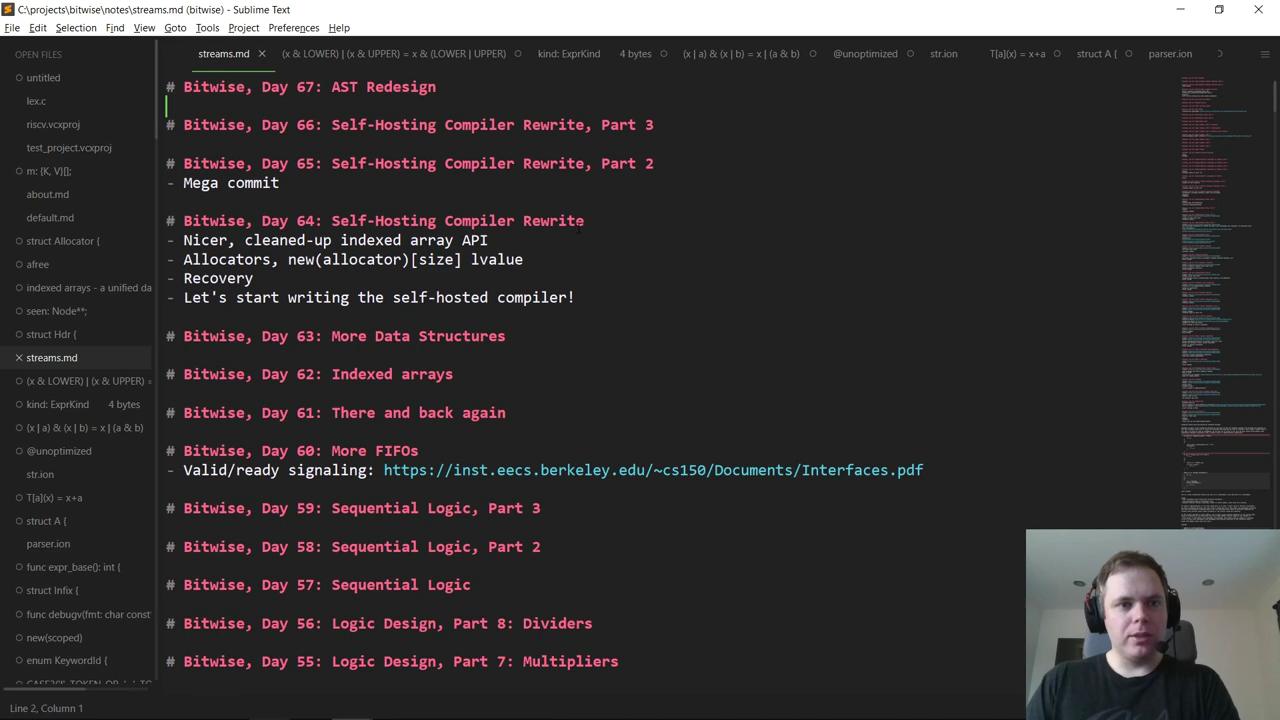 C:\projects\bitwise\notes\streams.md (bitwise) - Sublime Text
File Edit Selection Find View Goto Tools Project Preferences Help
OPEN FILES
untitled
lex.c
riscv.vcxproj
test_project.vcxproj
m: [K, V][];
about.md
default.md
struct Allocator {
afree
indexed arrays - a unified da
seen: Node**;
struct Hdr {
streams.md
(x & LOWER) | (x & UPPER) =
kind: ExprKind 4 bytes
(x | a) & (x | b) = x | (a & b)
@unoptimized
str.ion
T[a](x) = x+a
struct A {
parser.ion
func expr_base(): int {
struct Infix {
func debugv(fmt: char const
new(scoped)
enum KeywordId {
Line 2, Column 1
streams.md (x & LOWER) | (x & UPPER) = x & (LOWER | UPPER) kind: ExprKind 4 bytes (x | a) & (x | b) = x | (a & b) @unoptimized str.ion T[a](x) = x+a struct A { parser.ion
# Bitwise, Day 67: AST Redesign
# Bitwise, Day 66: Self-Hosting Compiler Rewrite, Part 3
# Bitwise, Day 65: Self-Hosting Compiler Rewrite, Part 2
- Mega commit
# Bitwise, Day 64: Self-Hosting Compiler Rewrite
- Nicer, cleaned up indexed array API
- Allocators, new(allocator)[size] = value
- Recover
- Let's start writing the self-hosted compiler!
# Bitwise, Day 63: More Data Structures
# Bitwise, Day 62: Indexed arrays
# Bitwise, Day 61: There and back again
# Bitwise, Day 60: More FIFOs
- Valid/ready signaling: https://inst.eecs.berkeley.edu/~cs150/Documents/Interfaces.pdf
# Bitwise, Day 59: Sequential Logic, Part 3
# Bitwise, Day 58: Sequential Logic, Part 2
# Bitwise, Day 57: Sequential Logic
# Bitwise, Day 56: Logic Design, Part 8: Dividers
# Bitwise, Day 55: Logic Design, Part 7: Multipliers